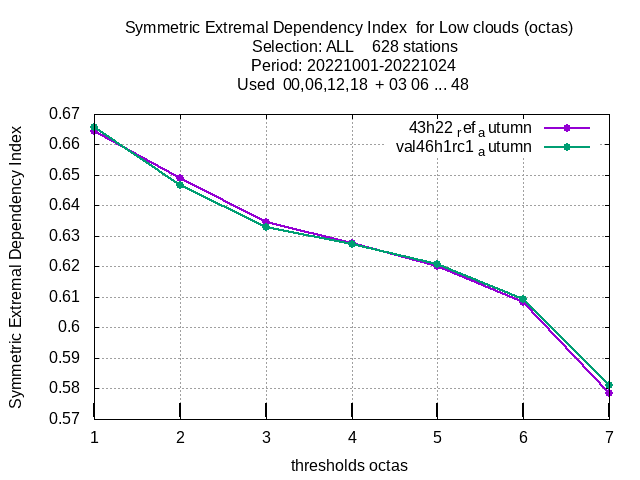 Symmetric Extremal Dependency Index  for Low clouds (octas)
Selection: ALL    628 stations
Period: 20221001-20221024
Used  00,06,12,18  + 03 06 ... 48
Symmetric Extremal Dependency Index
0.67
0.66
0.65
0.64
0.63
0.62
0.61
0.6
0.59
0.58
0.57
43h22 ref autumn
val46h1rc1 autumn
1 2 3 4 5 6 7
thresholds octas